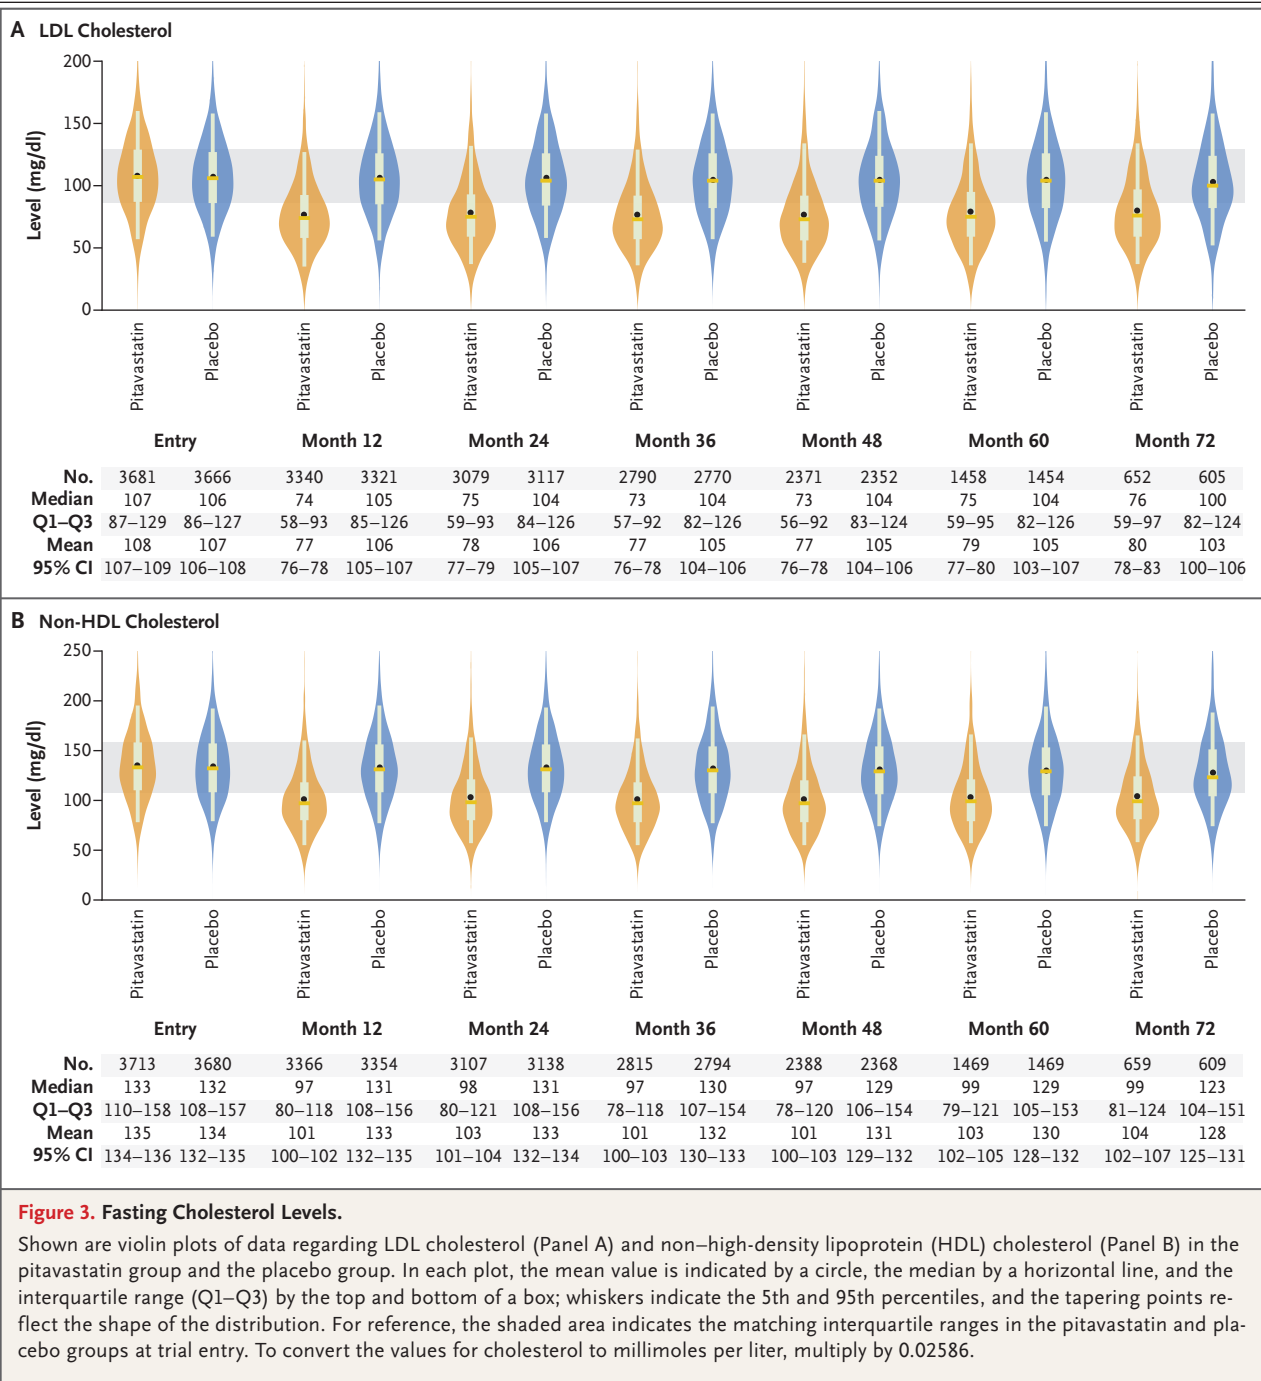 A LDL Cholesterol
Level (mg/dl)
200
150
100
50
0
Pitavastatin Placebo Pitavastatin Placebo Pitavastatin Placebo Pitavastatin Placebo Pitavastatin Placebo Pitavastatin Placebo Pitavastatin Placebo
Entry Month 12 Month 24 Month 36 Month 48 Month 60 Month 72
No. 3681 3666 3340 3321 3079 3117 2790 2770 2371 2352 1458 1454 652 605
Median 107 106 74 105 75 104 73 104 73 104 75 104 76 100
Q1–Q3 87–129 86–127 58–93 85–126 59–93 84–126 57–92 82–126 56–92 83–124 59–95 82–126 59–97 82–124
Mean 108 107 77 106 78 106 77 105 77 105 79 105 80 103
95% CI 107–109 106–108 76–78 105–107 77–79 105–107 76–78 104–106 76–78 104–106 77–80 103–107 78–83 100–106
B Non-HDL Cholesterol
Level (mg/dl)
250
200
150
100
50
0
Pitavastatin Placebo Pitavastatin Placebo Pitavastatin Placebo Pitavastatin Placebo Pitavastatin Placebo Pitavastatin Placebo Pitavastatin Placebo
Entry Month 12 Month 24 Month 36 Month 48 Month 60 Month 72
No. 3713 3680 3366 3354 3107 3138 2815 2794 2388 2368 1469 1469 659 609
Median 133 132 97 131 98 131 97 130 97 129 99 129 99 123
Q1–Q3 110–158 108–157 80–118 108–156 80–121 108–156 78–118 107–154 78–120 106–154 79–121 105–153 81–124 104–151
Mean 135 134 101 133 103 133 101 132 101 131 103 130 104 128
95% CI 134–136 132–135 100–102 132–135 101–104 132–134 100–103 130–133 100–103 129–132 102–105 128–132 102–107 125–131
Figure 3. Fasting Cholesterol Levels.
Shown are violin plots of data regarding LDL cholesterol (Panel A) and non–high-density lipoprotein (HDL) cholesterol (Panel B) in the
pitavastatin group and the placebo group. In each plot, the mean value is indicated by a circle, the median by a horizontal line, and the
interquartile range (Q1–Q3) by the top and bottom of a box; whiskers indicate the 5th and 95th percentiles, and the tapering points re-
flect the shape of the distribution. For reference, the shaded area indicates the matching interquartile ranges in the pitavastatin and pla-
cebo groups at trial entry. To convert the values for cholesterol to millimoles per liter, multiply by 0.02586.